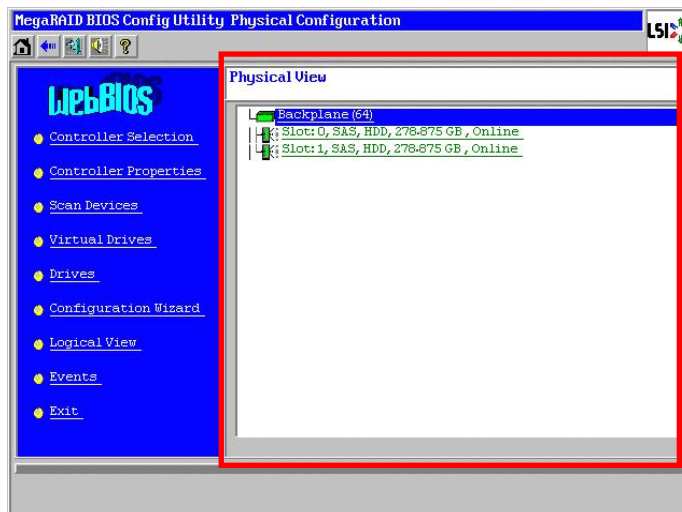 MegaRAID BIOS Config Utility Physical Configuration
LSI
?
WebBIOS
Controller Selection
Controller Properties
Scan Devices
Virtual Drives
Drives
Configuration Wizard
Logical View
Events
Exit
Physical View
Backplane (64)
Slot: 0, SAS, HDD, 278.875 GB, Online
Slot: 1, SAS, HDD, 278.875 GB, Online